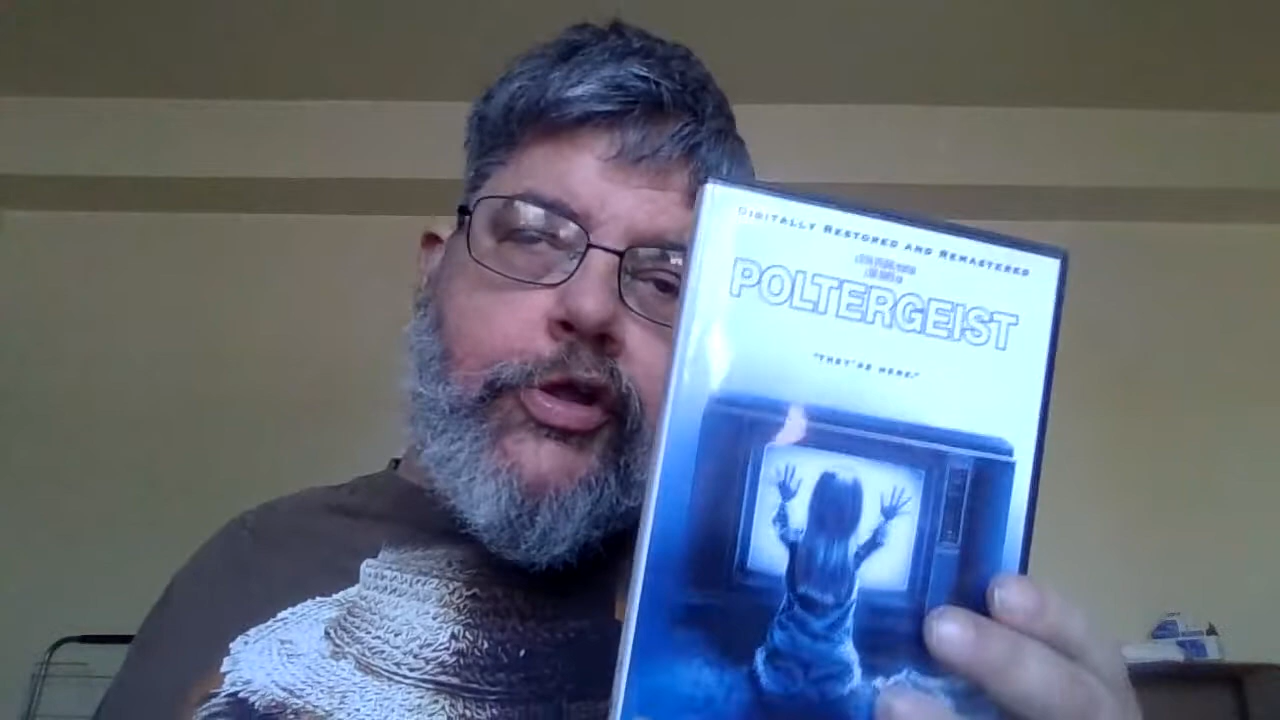 DIGITALLY RESTORED AND REMASTERED
POLTERGEIST
"THEY'RE HERE."